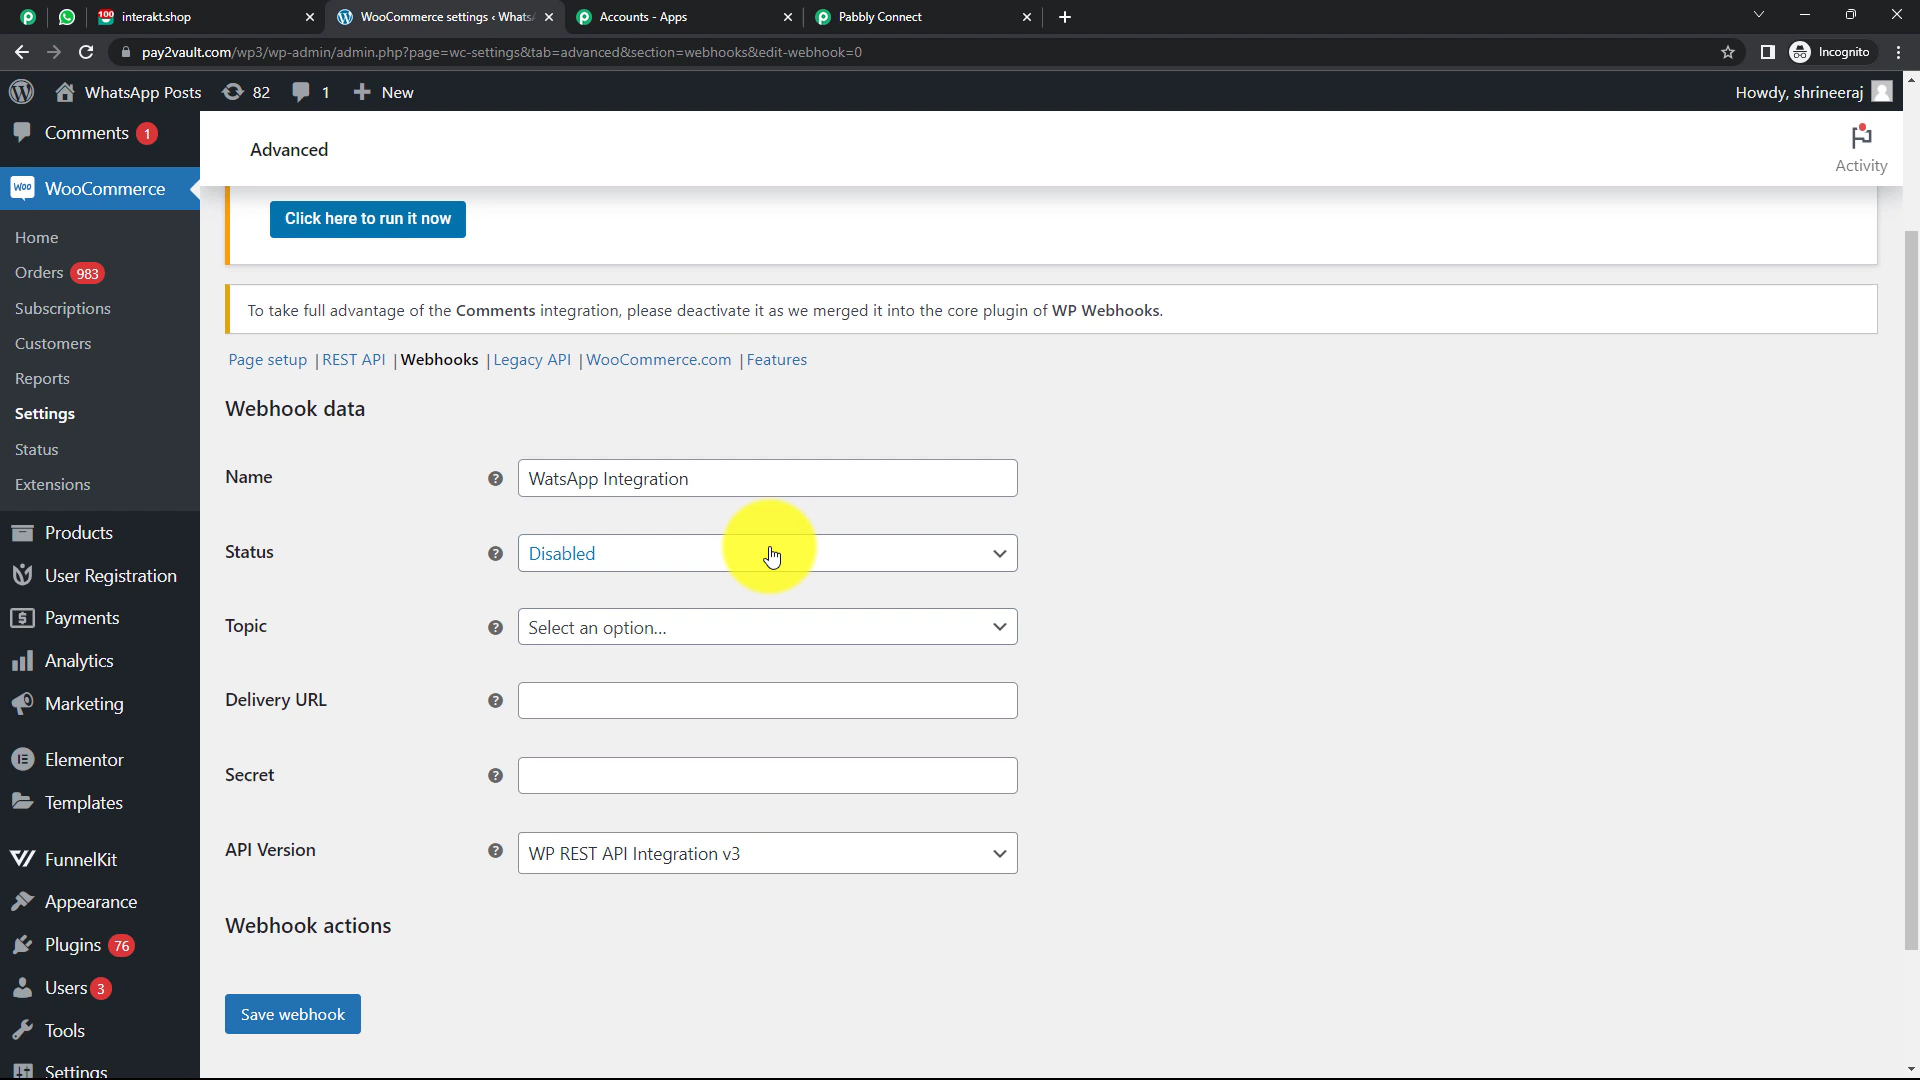 interakt.shop
WooCommerce settings ‹ Whats
Accounts - Apps
Pabbly Connect
pay2vault.com/wp3/wp-admin/admin.php?page=wc-settings&tab=advanced&section=webhooks&edit-webhook=0
Incognito
WhatsApp Posts
82
1
New
Howdy, shrineeraj
Comments 1
Advanced
Activity
Woo WooCommerce
Click here to run it now
Home
Orders 983
Subscriptions
To take full advantage of the Comments integration, please deactivate it as we merged it into the core plugin of WP Webhooks.
Customers
Page setup | REST API | Webhooks | Legacy API | WooCommerce.com | Features
Reports
Settings
Webhook data
Status
Extensions
Name
WatsApp Integration
Products
Status
Disabled
User Registration
Payments
Topic
Select an option...
Analytics
Marketing
Delivery URL
Elementor
Secret
Templates
API Version
WP REST API Integration v3
FunnelKit
Appearance
Webhook actions
Plugins 76
Users 3
Save webhook
Tools
Settings